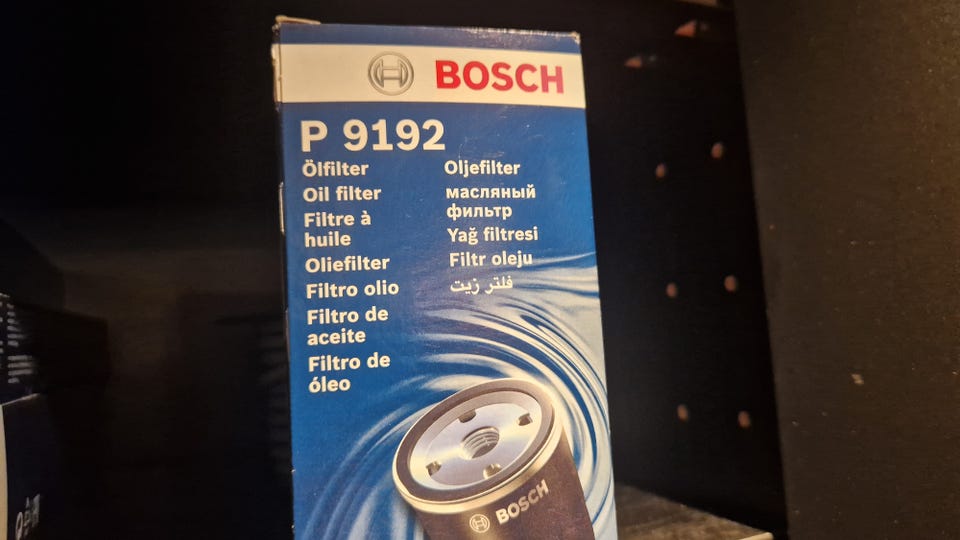 BOSCH
P 9192
Ölfilter
Oil filter
Filtre à
huile
Oliefilter
Filtro olio
Filtro de
aceite
Filtro de
óleo
Oljefilter
масляный
фильтр
Yağ filtresi
Filtr oleju
فلتر زيت
BOSCH